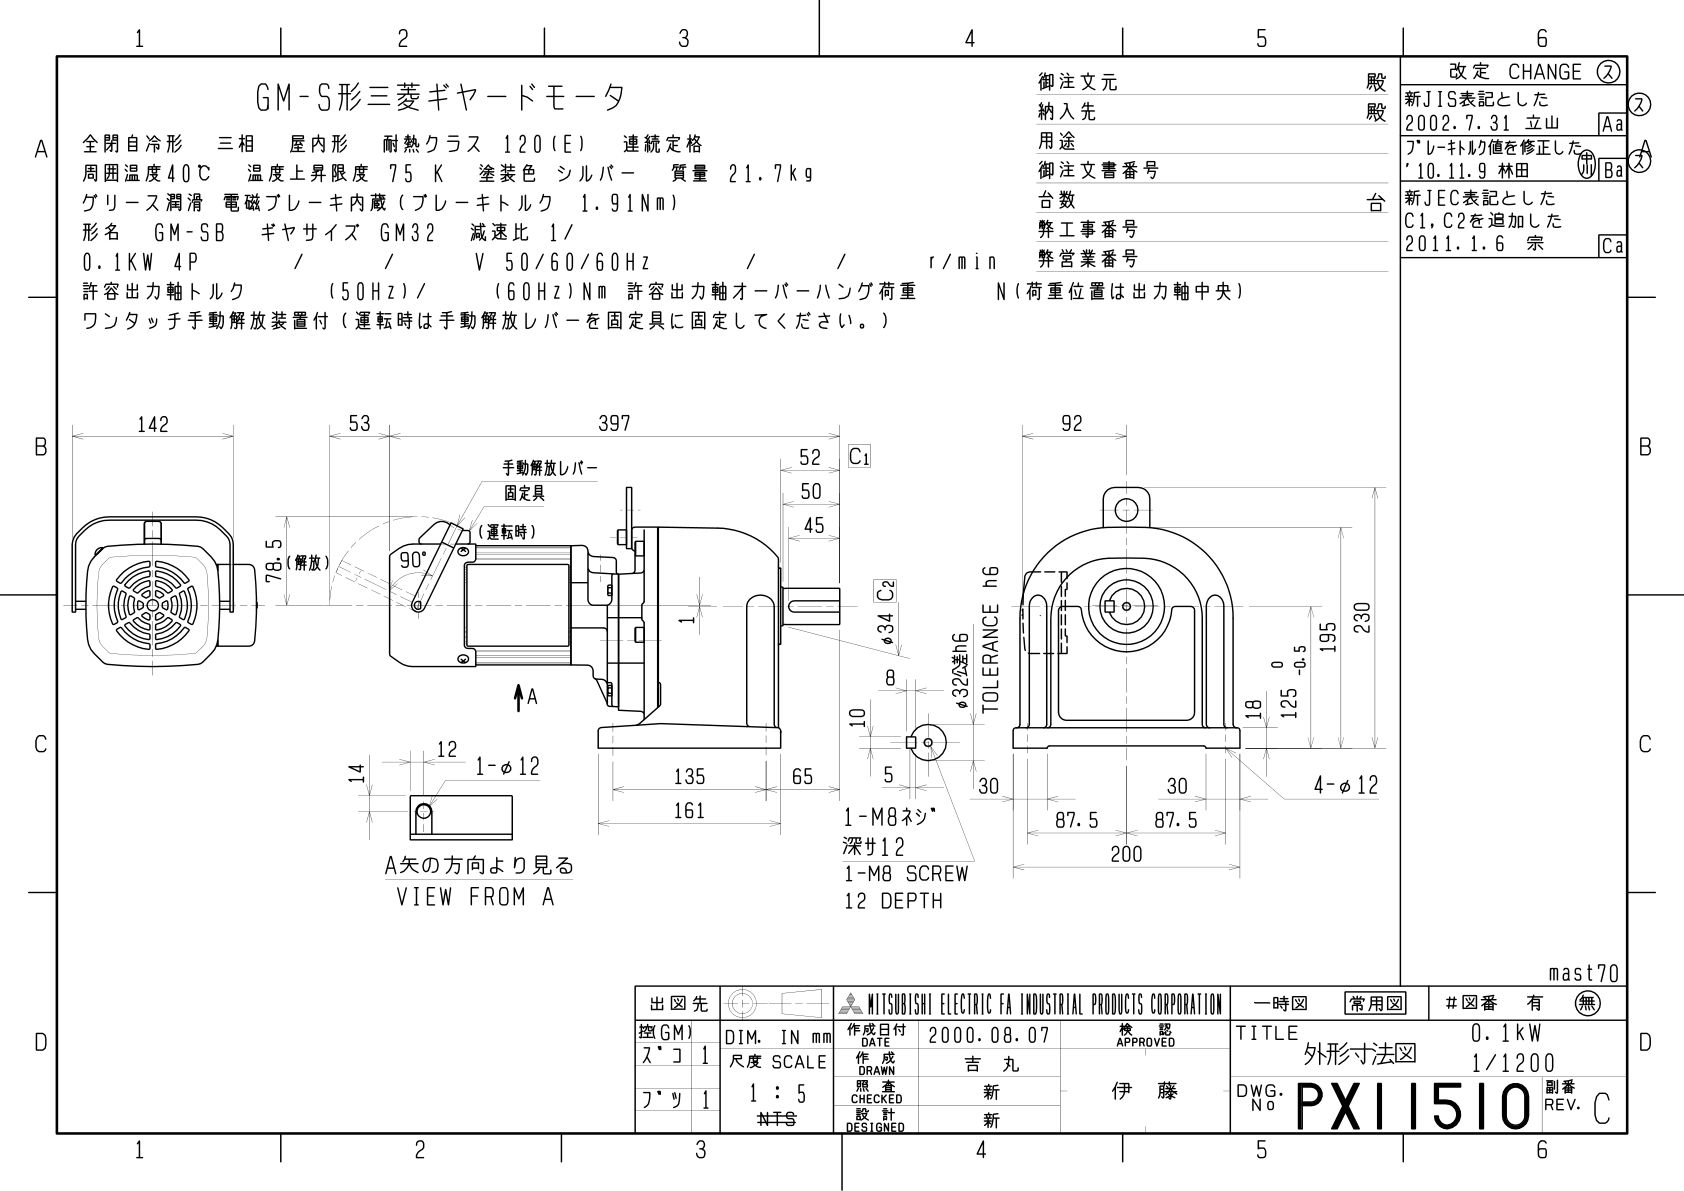 1 2 3 4 5 6
GM-S形三菱ギヤードモータ
全閉自冷形 三相 屋内形 耐熱クラス 120(E) 連続定格
周囲温度40℃ 温度上昇限度 75 K 塗装色 シルバー 質量 21.7kg
グリース潤滑 電磁ブレーキ内蔵(ブレーキトルク 1.91Nm)
形名 GM-SB ギヤサイズ GM32 減速比 1/
0.1KW 4P / / V 50/60/60Hz / / r/min
許容出力軸トルク (50Hz)/ (60Hz)Nm 許容出力軸オーバーハング荷重 N(荷重位置は出力軸中央)
ワンタッチ手動解放装置付(運転時は手動解放レバーを固定具に固定してください。)
御注文元 殿
納入先 殿
用途
御注文書番号
台数 台
弊工事番号
弊営業番号
改定 CHANGE ス
新JIS表記とした ス
2002.7.31 立山 Aa
ブレーキトルク値を修正した
'10.11.9 林田 中川 Ba ス
新JEC表記とした
C1,C2を追加した
2011.1.6 宗 Ca
A A
B B
C C
D D
142
53
397
52 C1
50
45
手動解放レバー
固定具
(運転時)
78.5
(解放)
90°
1
A
φ34 C2
8
10
5
φ32公差h6
TOLERANCE h6
1-M8ネジ
深サ12
1-M8 SCREW
12 DEPTH
135 65
161
12
14
1-φ12
A矢の方向より見る
VIEW FROM A
92
230
195
125 0 -0.5
18
30 30
4-φ12
87.5 87.5
200
mast70
出図先
控(GM)
ズコ 1
ブツ 1
DIM. IN mm
尺度 SCALE
1 : 5
NTS
MITSUBISHI ELECTRIC FA INDUSTRIAL PRODUCTS CORPORATION
作成日付 DATE 2000.08.07
作成 DRAWN 吉丸
照査 CHECKED 新
設計 DESIGNED 新
検認 APPROVED
伊藤
一時図 常用図 #図番 有 無
TITLE 外形寸法図
0.1kW
1/1200
DWG. No PX11510
副番 REV. C
1 2 3 4 5 6